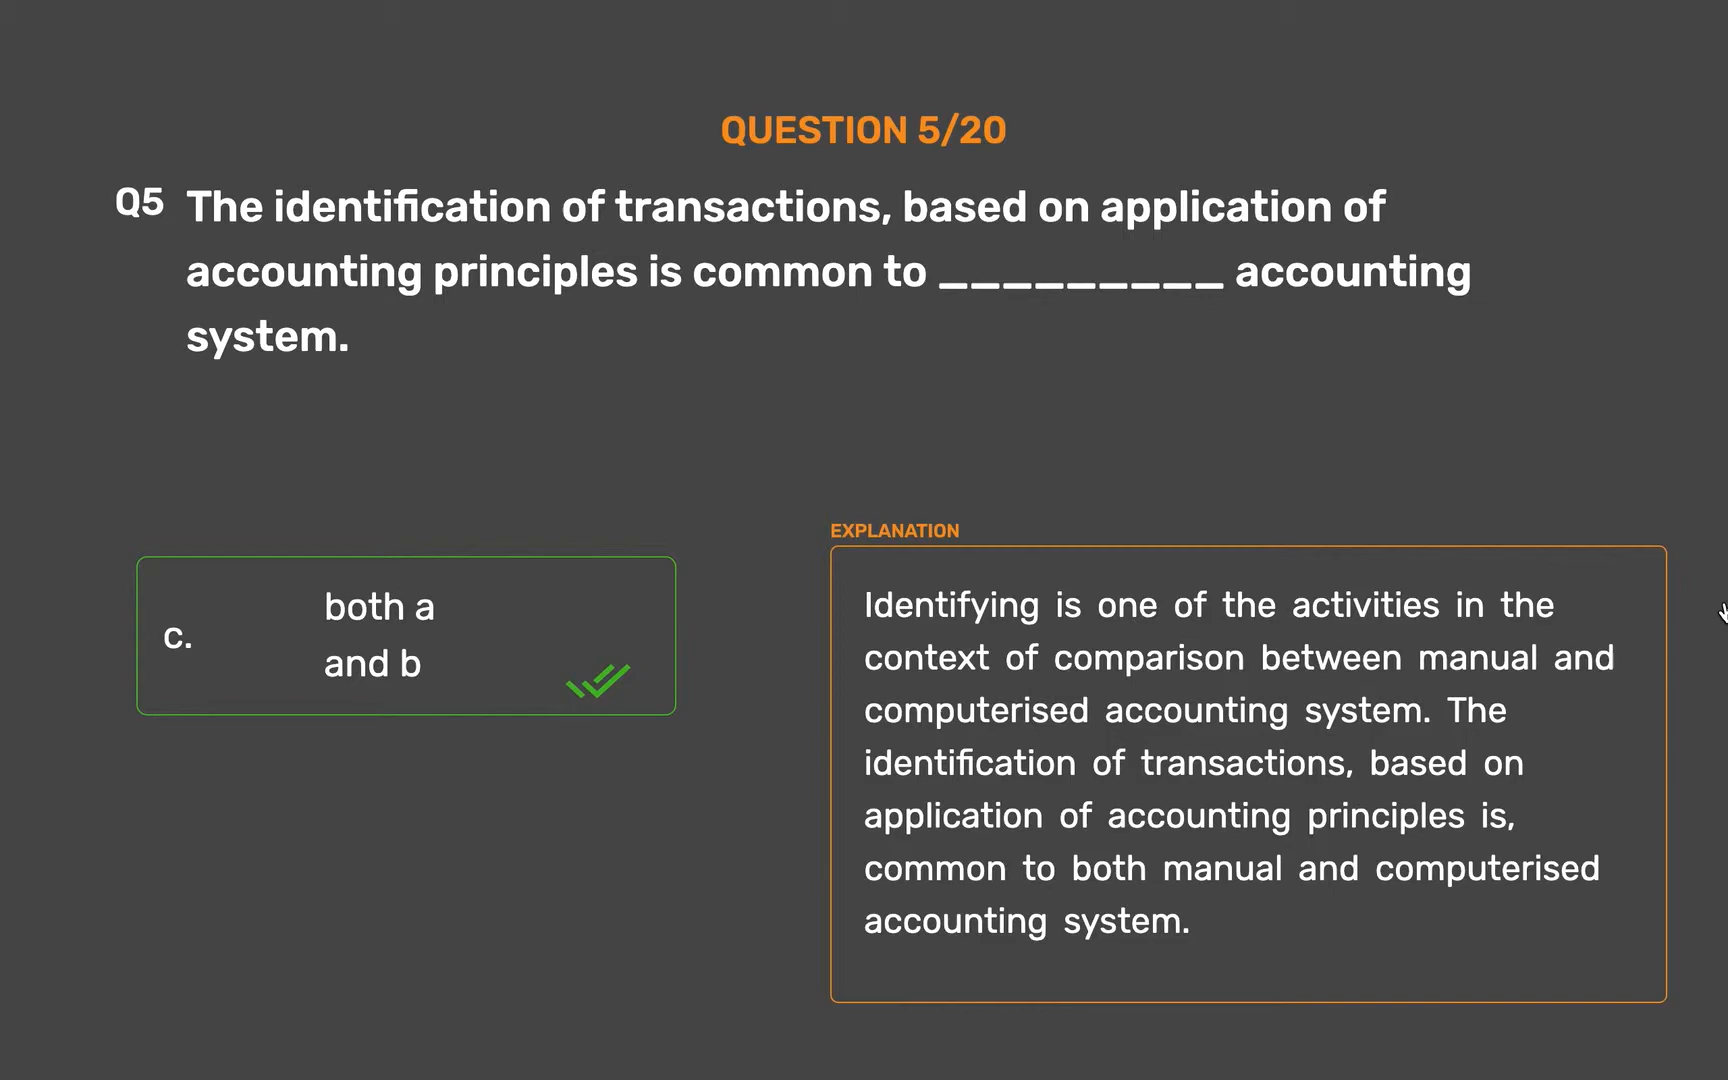 QUESTION 5/20
Q5 The identification of transactions, based on application of
accounting principles is common to _________ accounting
system.
c. both a
and b
EXPLANATION
Identifying is one of the activities in the
context of comparison between manual and
computerised accounting system. The
identification of transactions, based on
application of accounting principles is,
common to both manual and computerised
accounting system.